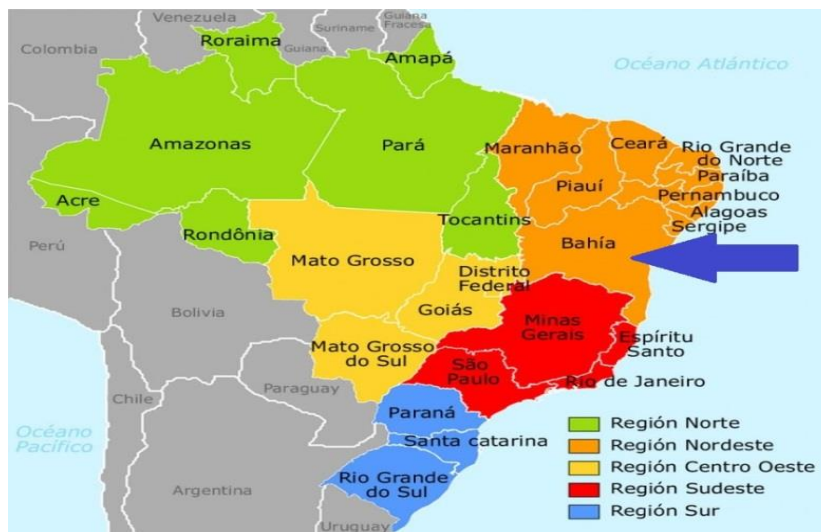 Venezuela
Suriname
Guiana
Fracesa
Colombia
Roraima
Guiana
Amapá
Océano Atlántico
Amazonas
Pará
Maranhão
Ceará
Rio Grande
do Norte
Paraíba
Piauí
Pernambuco
Acre
Alagoas
Tocantins
Sergipe
Rondônia
Bahía
Perú
Mato Grosso
Distrito
Federal
Goiás
Bolivia
Minas
Gerais
Espíritu
Santo
Mato Grosso
do Sul
São
Paulo
Rio de Janeiro
Paraguay
Chile
Paraná
Océano
Pacífico
Santa catarina
Rio Grande
do Sul
Argentina
Uruguay
Región Norte
Región Nordeste
Región Centro Oeste
Región Sudeste
Región Sur